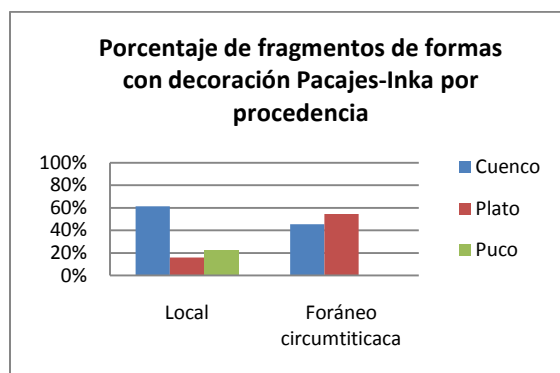 Porcentaje de fragmentos de formas
con decoración Pacajes-Inka por
procedencia
100%
80%
60%
40%
20%
0%
Local
Foráneo
circumtiticaca
Cuenco
Plato
Puco